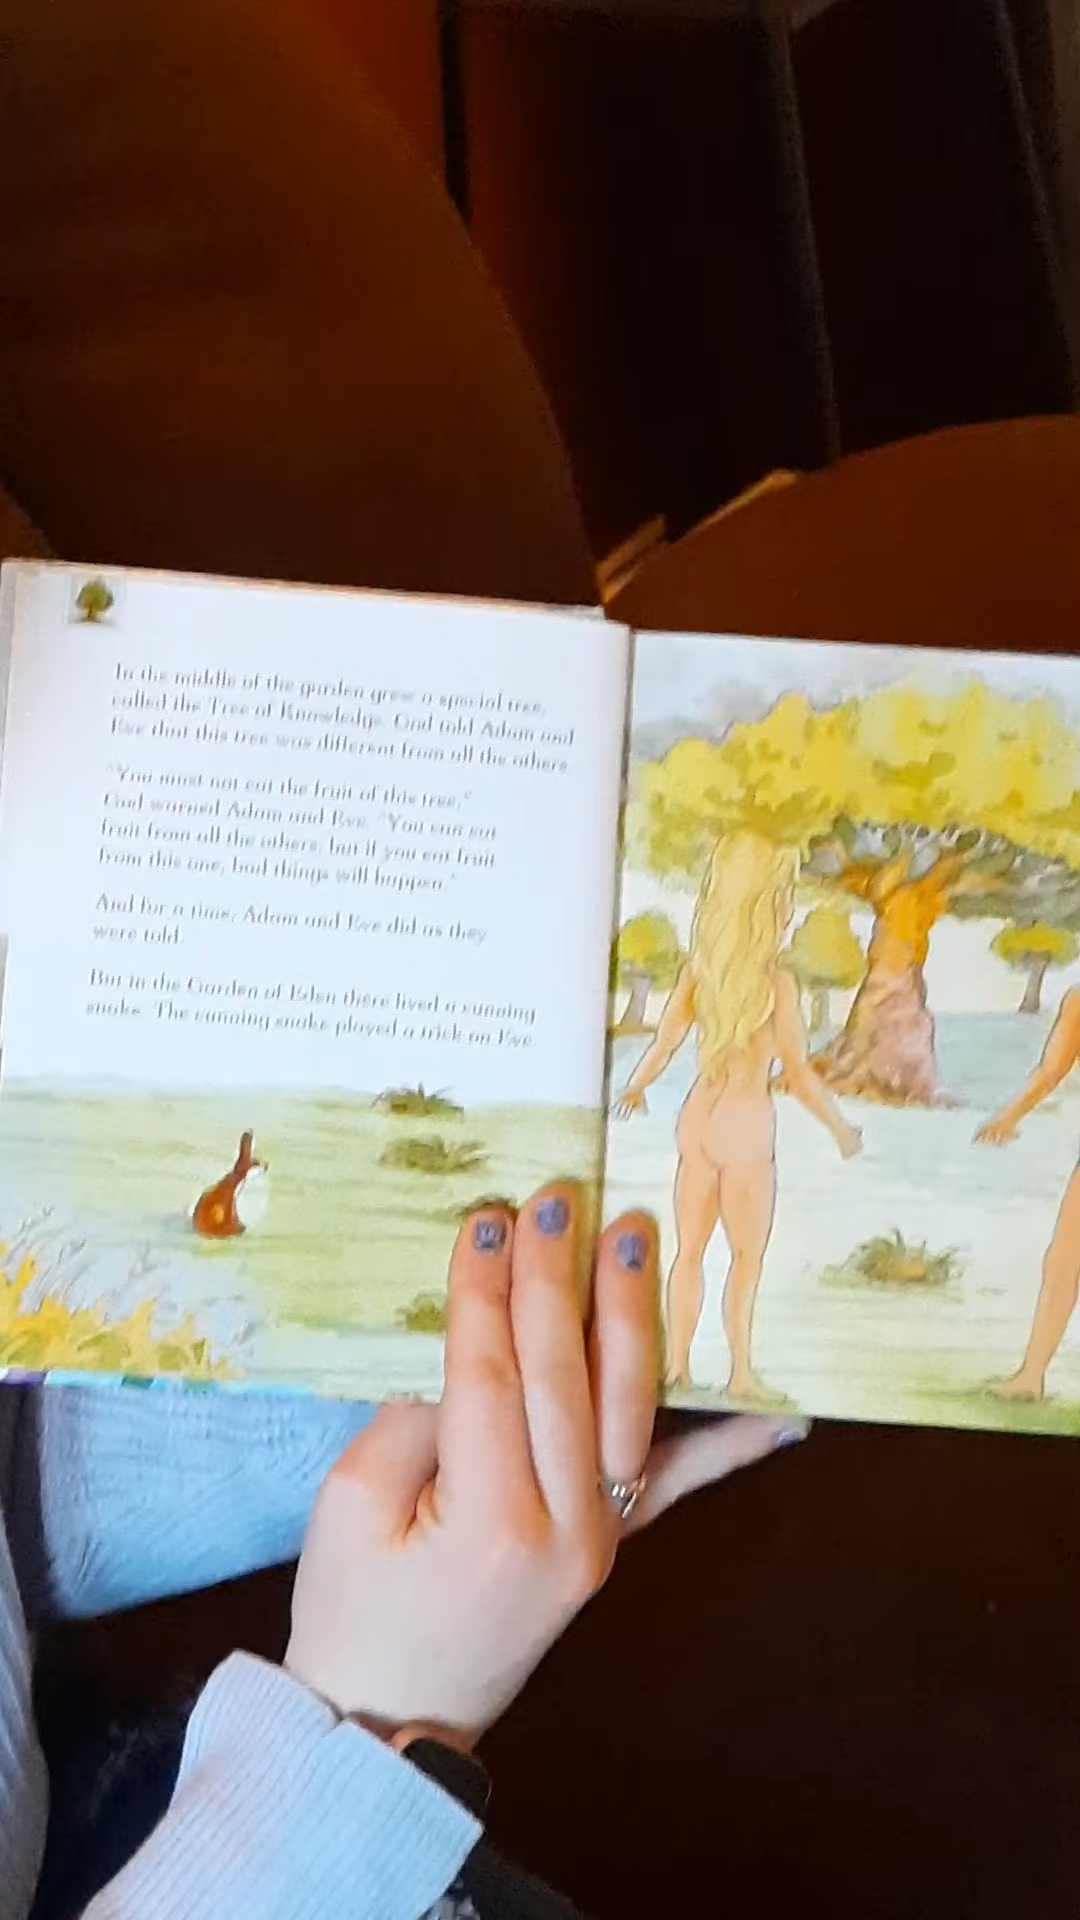 In the middle of the garden grew a special tree,
called the Tree of Knowledge. God told Adam and
Eve that this tree was different from all the others.
"You must not eat the fruit of this tree,"
God warned Adam and Eve. "You can eat
fruit from all the others, but if you eat fruit
from this one, bad things will happen."
And for a time, Adam and Eve did as they
were told.
But in the Garden of Eden there lived a cunning
snake. The cunning snake played a trick on Eve.